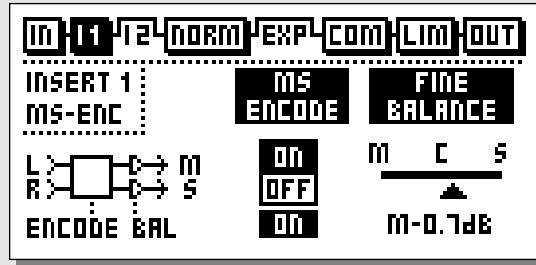 IN I1 I2 NORM EXP COM LIM OUT
INSERT 1
MS-ENC
MS
ENCODE
FINE
BALANCE
L M
R S
ENCODE BAL
ON
OFF
ON
M C S
M-0.7dB